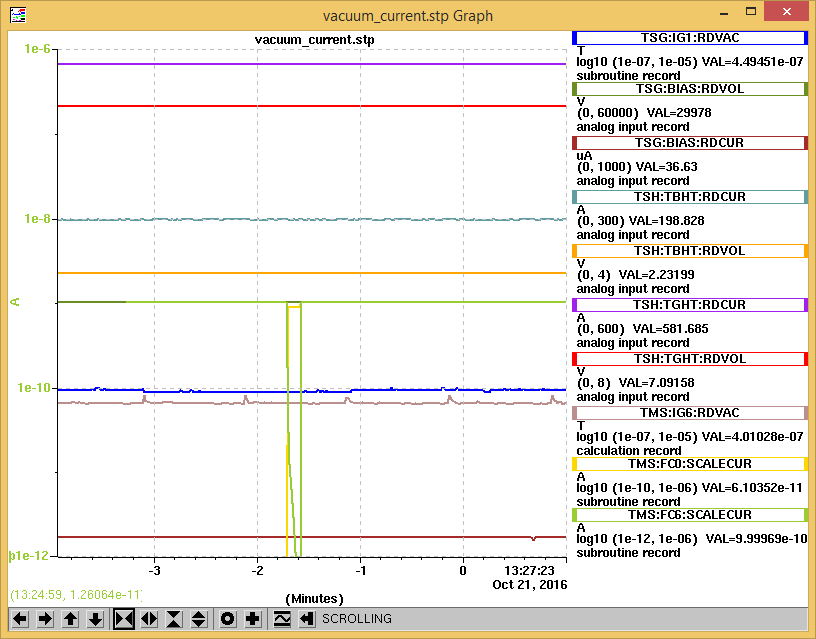 vacuum_current.stp Graph
vacuum_current.stp
1e-6
1e-8
A
1e-10
1e-12
-3
-2
-1
0
13:27:23
Oct 21, 2016
(Minutes)
(13:24:59, 1.26064e-11)
TSG:IG1:RDVAC
T
log10 (1e-07, 1e-05) VAL=4.49451e-07
subroutine record
TSG:BIAS:RDVOL
V
(0, 60000) VAL=29978
analog input record
TSG:BIAS:RDCUR
uA
(0, 1000) VAL=36.63
analog input record
TSH:TBHT:RDCUR
A
(0, 300) VAL=198.828
analog input record
TSH:TBHT:RDVOL
V
(0, 4) VAL=2.23199
analog input record
TSH:TGHT:RDCUR
A
(0, 600) VAL=581.685
analog input record
TSH:TGHT:RDVOL
V
(0, 8) VAL=7.09158
analog input record
TMS:IG6:RDVAC
T
log10 (1e-07, 1e-05) VAL=4.01028e-07
calculation record
TMS:FC0:SCALECUR
A
log10 (1e-10, 1e-06) VAL=6.10352e-11
subroutine record
TMS:FC6:SCALECUR
A
log10 (1e-12, 1e-06) VAL=9.99969e-10
subroutine record
SCROLLING